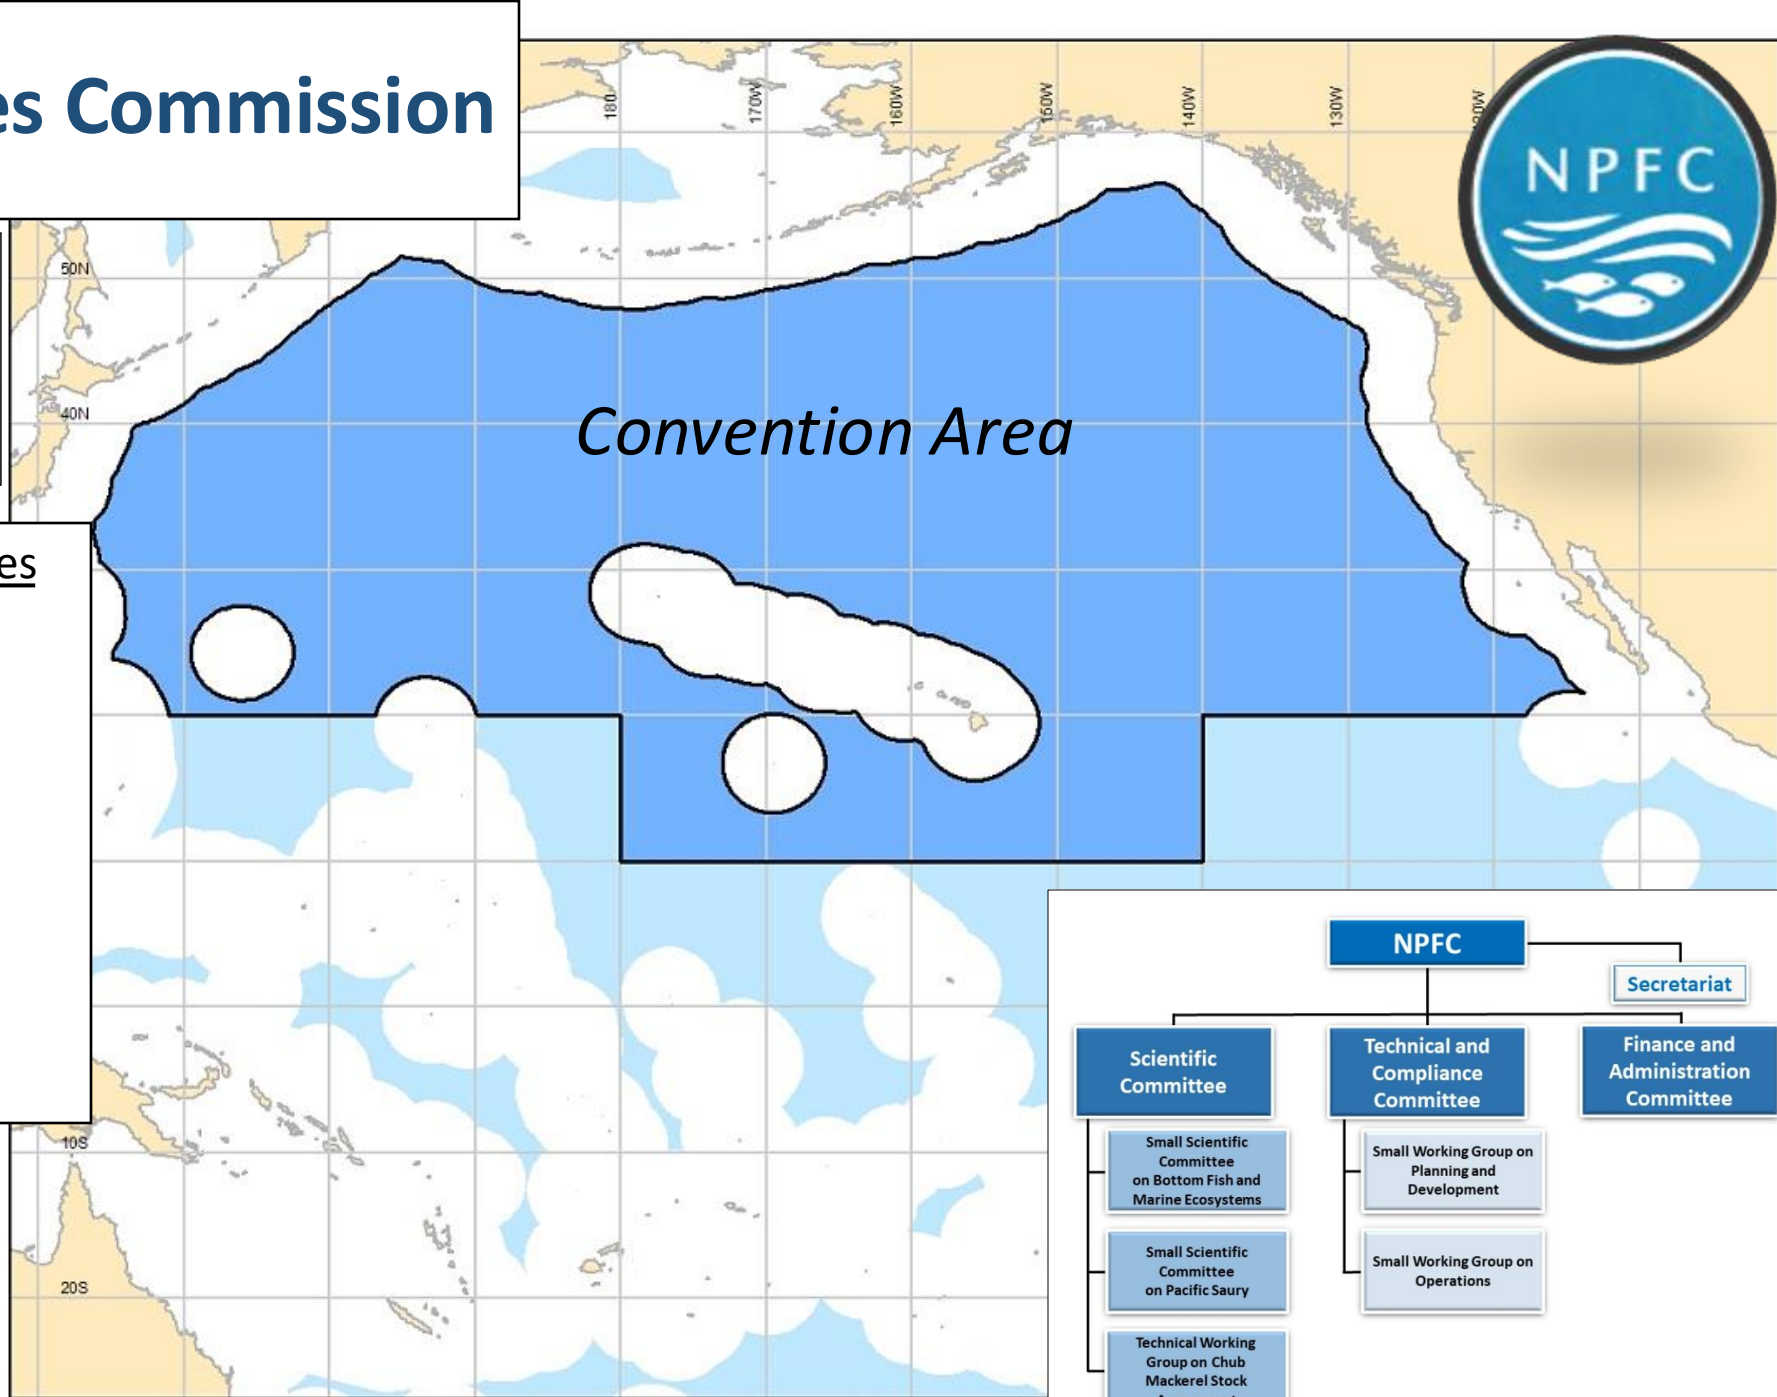 es Commission
180
170W
160W
150W
140W
130W
NPFC
50N
40N
Convention Area
es
10S
20S
NPFC
Secretariat
Scientific
Committee
Technical and
Compliance
Committee
Finance and
Administration
Committee
Small Scientific
Committee
on Bottom Fish and
Marine Ecosystems
Small Working Group on
Planning and
Development
Small Scientific
Committee
on Pacific Saury
Small Working Group on
Operations
Technical Working
Group on Chub
Mackerel Stock